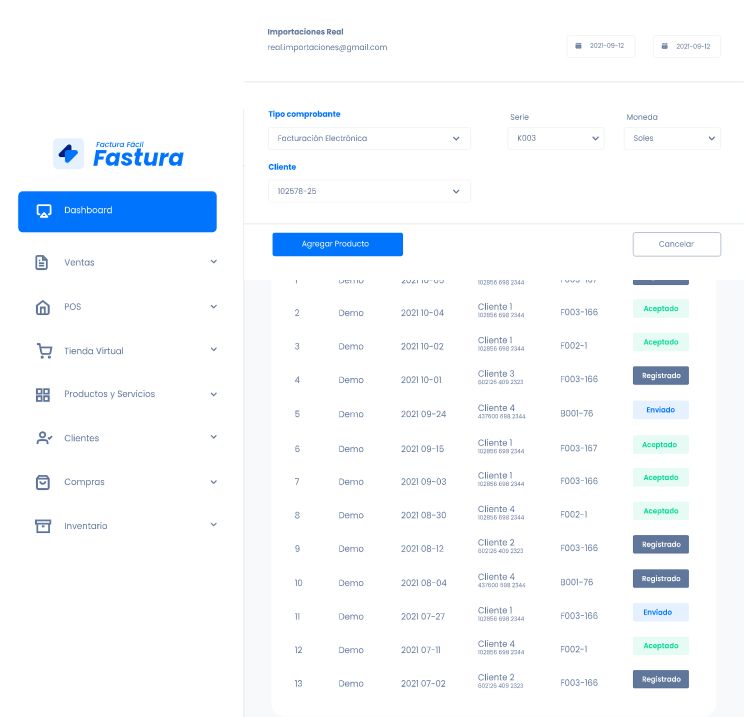 Importaciones Real
real.importaciones@gmail.com
2021-09-12
2021-09-12
Tipo comprobante
Facturación Electrónica
Serie
K003
Moneda
Soles
Cliente
102578-25
Agregar Producto
Cancelar
Factura Fácil
Fastura
Dashboard
Ventas
POS
Tienda Virtual
Productos y Servicios
Clientes
Compras
Inventario
1 Demo 2021 10-05 102856 698 2344 F003-167
2 Demo 2021 10-04 Cliente 1 F003-166 Aceptado
102856 698 2344
3 Demo 2021 10-02 Cliente 1 F002-1 Aceptado
102856 698 2344
4 Demo 2021 10-01 Cliente 3 F003-166 Registrado
602126 409 2323
5 Demo 2021 09-24 Cliente 4 B001-76 Enviado
437600 698 2344
6 Demo 2021 09-15 Cliente 1 F003-167 Aceptado
102856 698 2344
7 Demo 2021 09-03 Cliente 1 F003-166 Aceptado
102856 698 2344
8 Demo 2021 08-30 Cliente 4 F002-1 Aceptado
102856 698 2344
9 Demo 2021 08-12 Cliente 2 F003-166 Registrado
602126 409 2323
10 Demo 2021 08-04 Cliente 4 B001-76 Registrado
437600 698 2344
11 Demo 2021 07-27 Cliente 1 F003-166 Enviado
102856 698 2344
12 Demo 2021 07-11 Cliente 4 F002-1 Aceptado
102856 698 2344
13 Demo 2021 07-02 Cliente 2 F003-166 Registrado
602126 409 2323